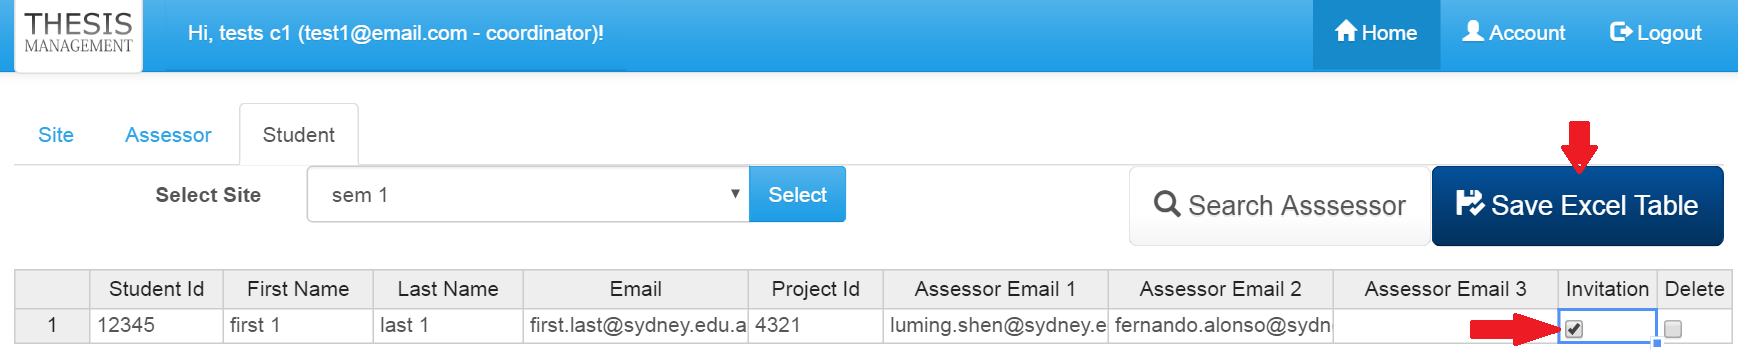 THESIS
MANAGEMENT
Hi, tests c1 (test1@email.com - coordinator)!
Home
Account
Logout
Site
Assessor
Student
Select Site
sem 1
Select
Search Asssessor
Save Excel Table
Student Id First Name Last Name Email Project Id Assessor Email 1 Assessor Email 2 Assessor Email 3 Invitation Delete
1 12345 first 1 last 1 first.last@sydney.edu.a 4321 luming.shen@sydney.e fernando.alonso@sydn